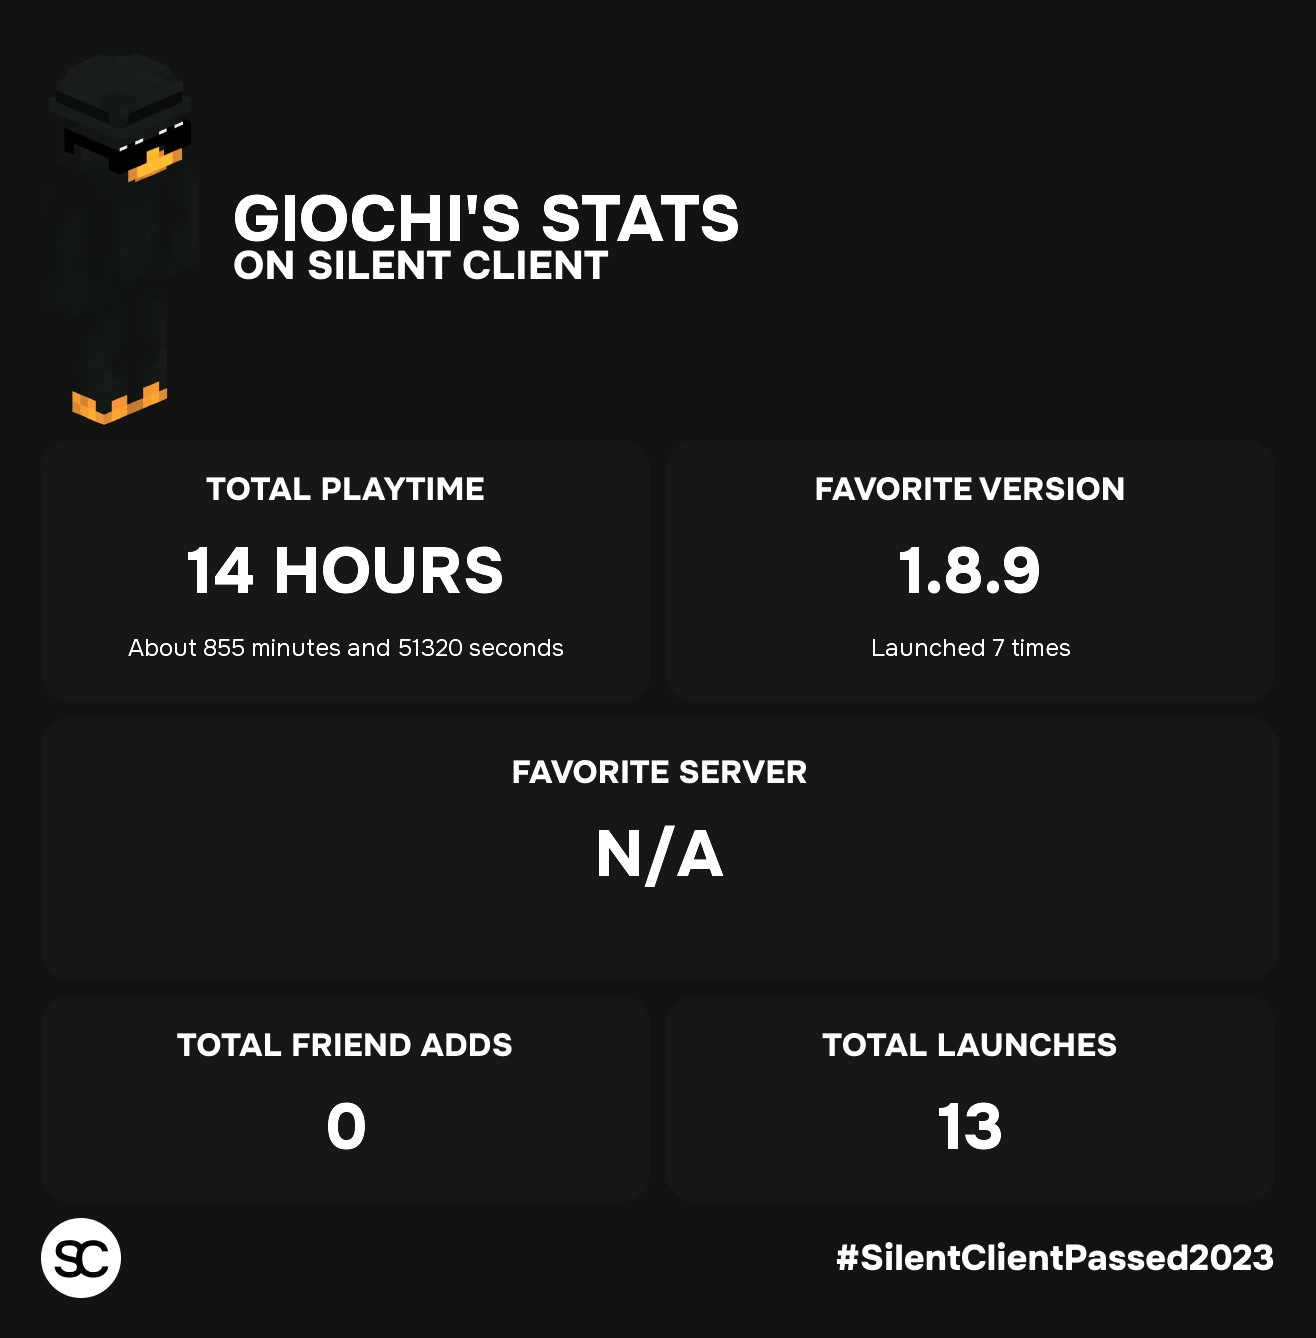 GIOCHI'S STATS
ON SILENT CLIENT
TOTAL PLAYTIME
14 HOURS
About 855 minutes and 51320 seconds
FAVORITE VERSION
1.8.9
Launched 7 times
FAVORITE SERVER
N/A
TOTAL FRIEND ADDS
0
TOTAL LAUNCHES
13
SC
#SilentClientPassed2023